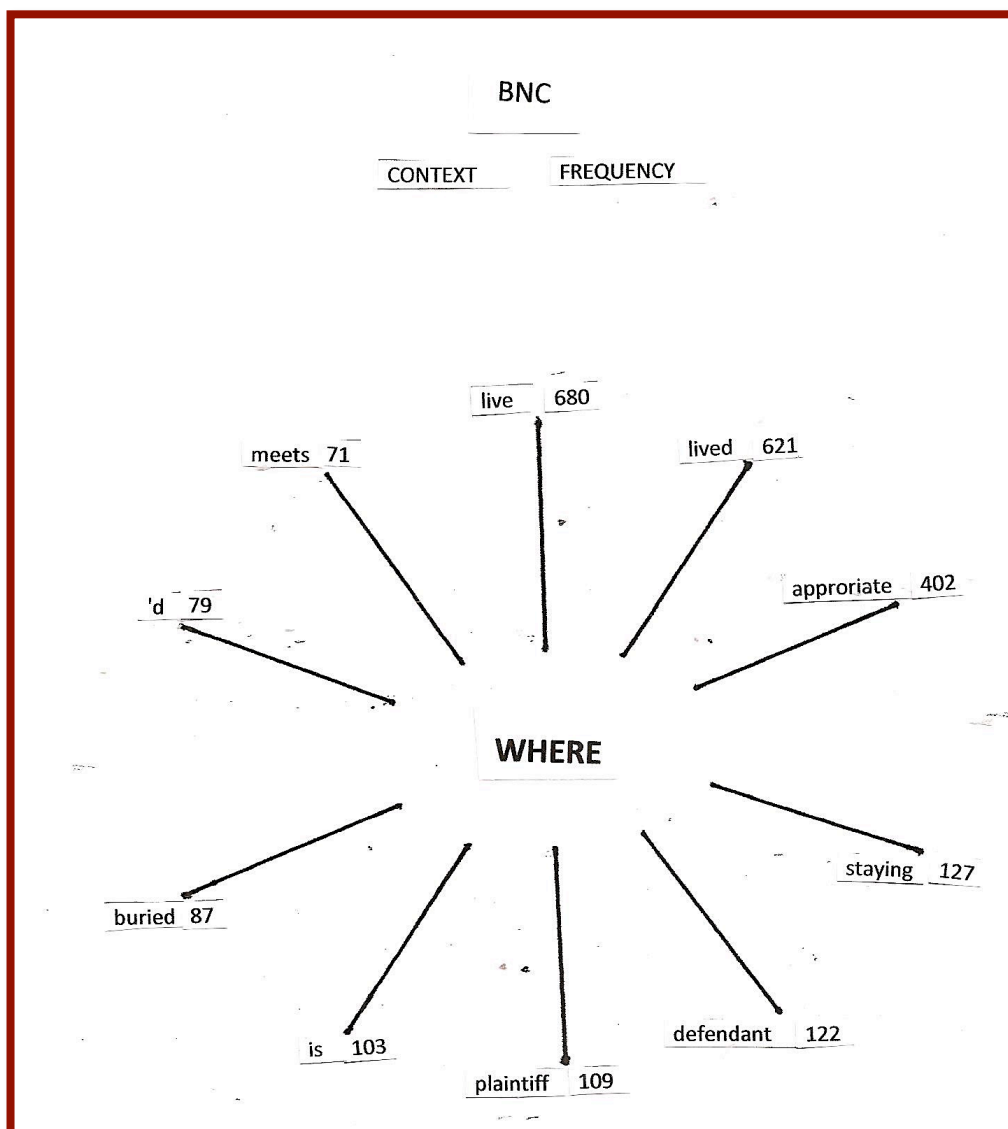 BNC
CONTEXT FREQUENCY
live 680
meets 71
lived 621
approriate 402
'd 79
WHERE
staying 127
buried 87
defendant 122
is 103
plaintiff 109